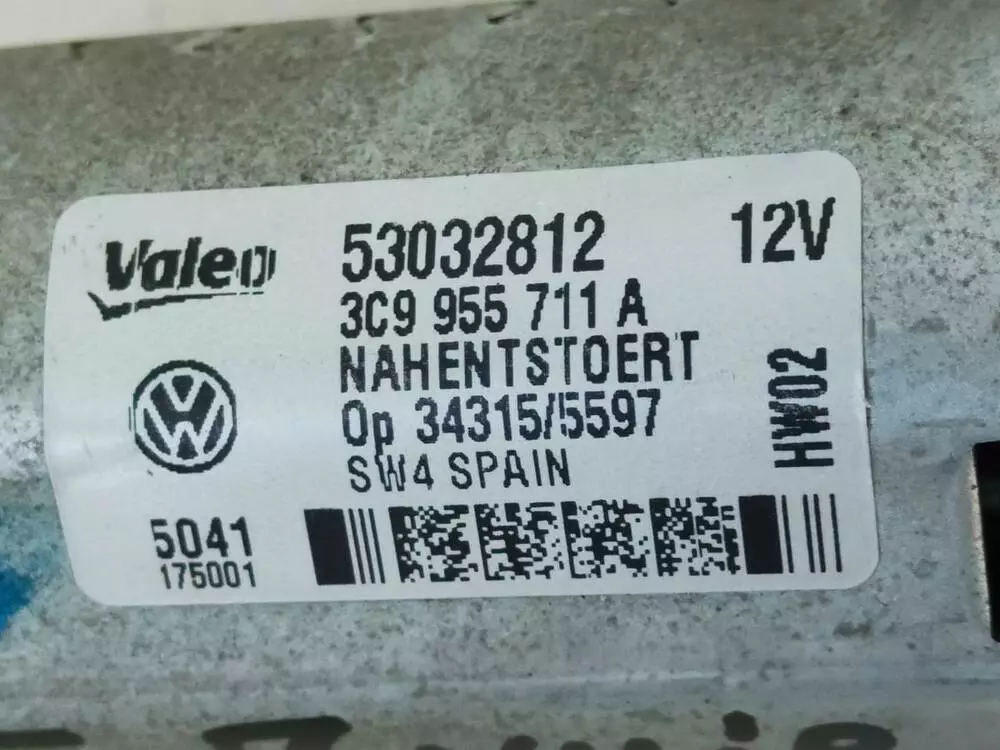 Valeo
53032812
12V
3C9 955 711 A
NAHENTSTOERT
Op 34315/5597
SW4 SPAIN
HW02
5041
175001